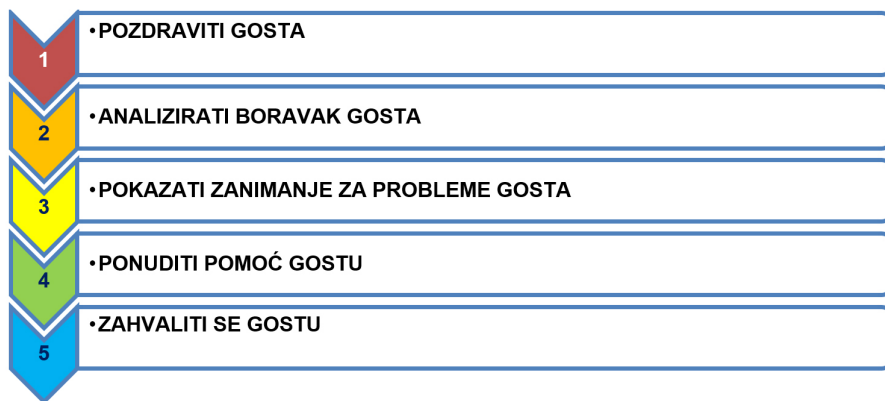 1
•POZDRAVITI GOSTA
2
•ANALIZIRATI BORAVAK GOSTA
3
•POKAZATI ZANIMANJE ZA PROBLEME GOSTA
4
•PONUDITI POMOĆ GOSTU
5
•ZAHVALITI SE GOSTU